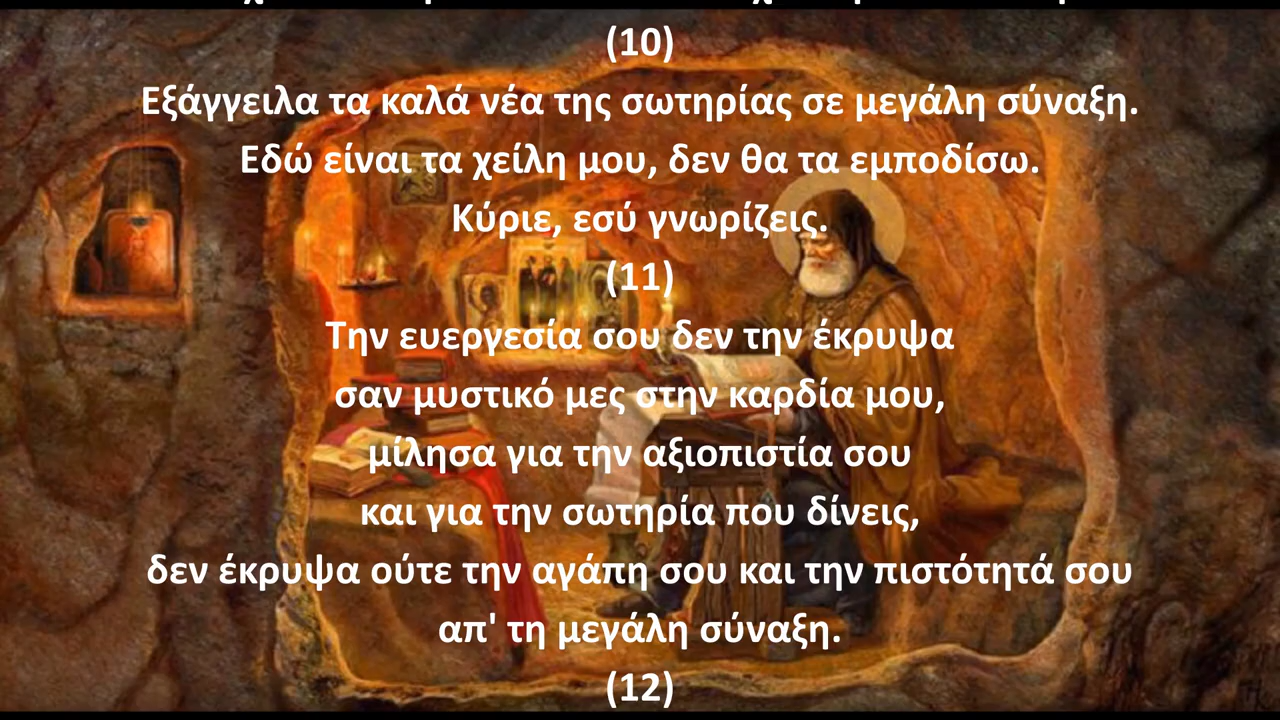 (10)
Εξάγγειλα τα καλά νέα της σωτηρίας σε μεγάλη σύναξη.
Εδώ είναι τα χείλη μου, δεν θα τα εμποδίσω.
Κύριε, εσύ γνωρίζεις.
(11)
Την ευεργεσία σου δεν την έκρυψα
σαν μυστικό μες στην καρδία μου,
μίλησα για την αξιοπιστία σου
και για την σωτηρία που δίνεις,
δεν έκρυψα ούτε την αγάπη σου και την πιστότητά σου
απ' τη μεγάλη σύναξη.
(12)